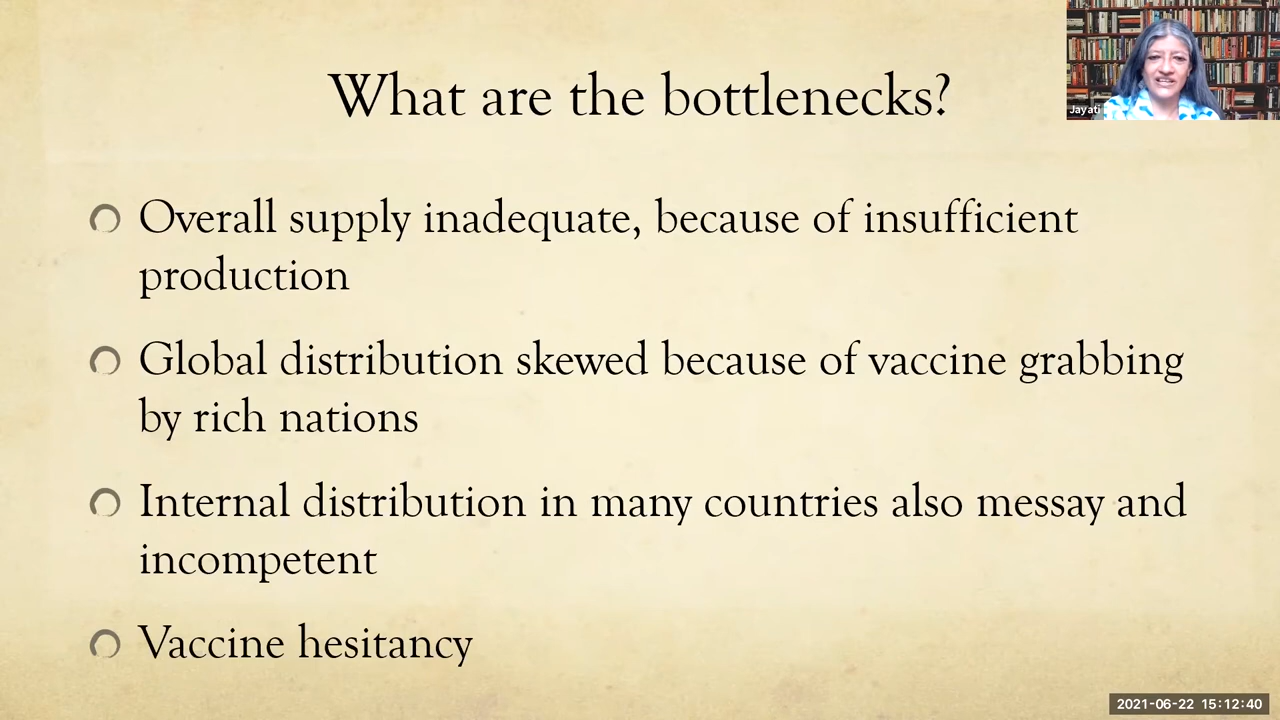 What are the bottlenecks?
Jayati
Overall supply inadequate, because of insufficient
production
Global distribution skewed because of vaccine grabbing
by rich nations
Internal distribution in many countries also messay and
incompetent
Vaccine hesitancy
2021-06-22 15:12:40